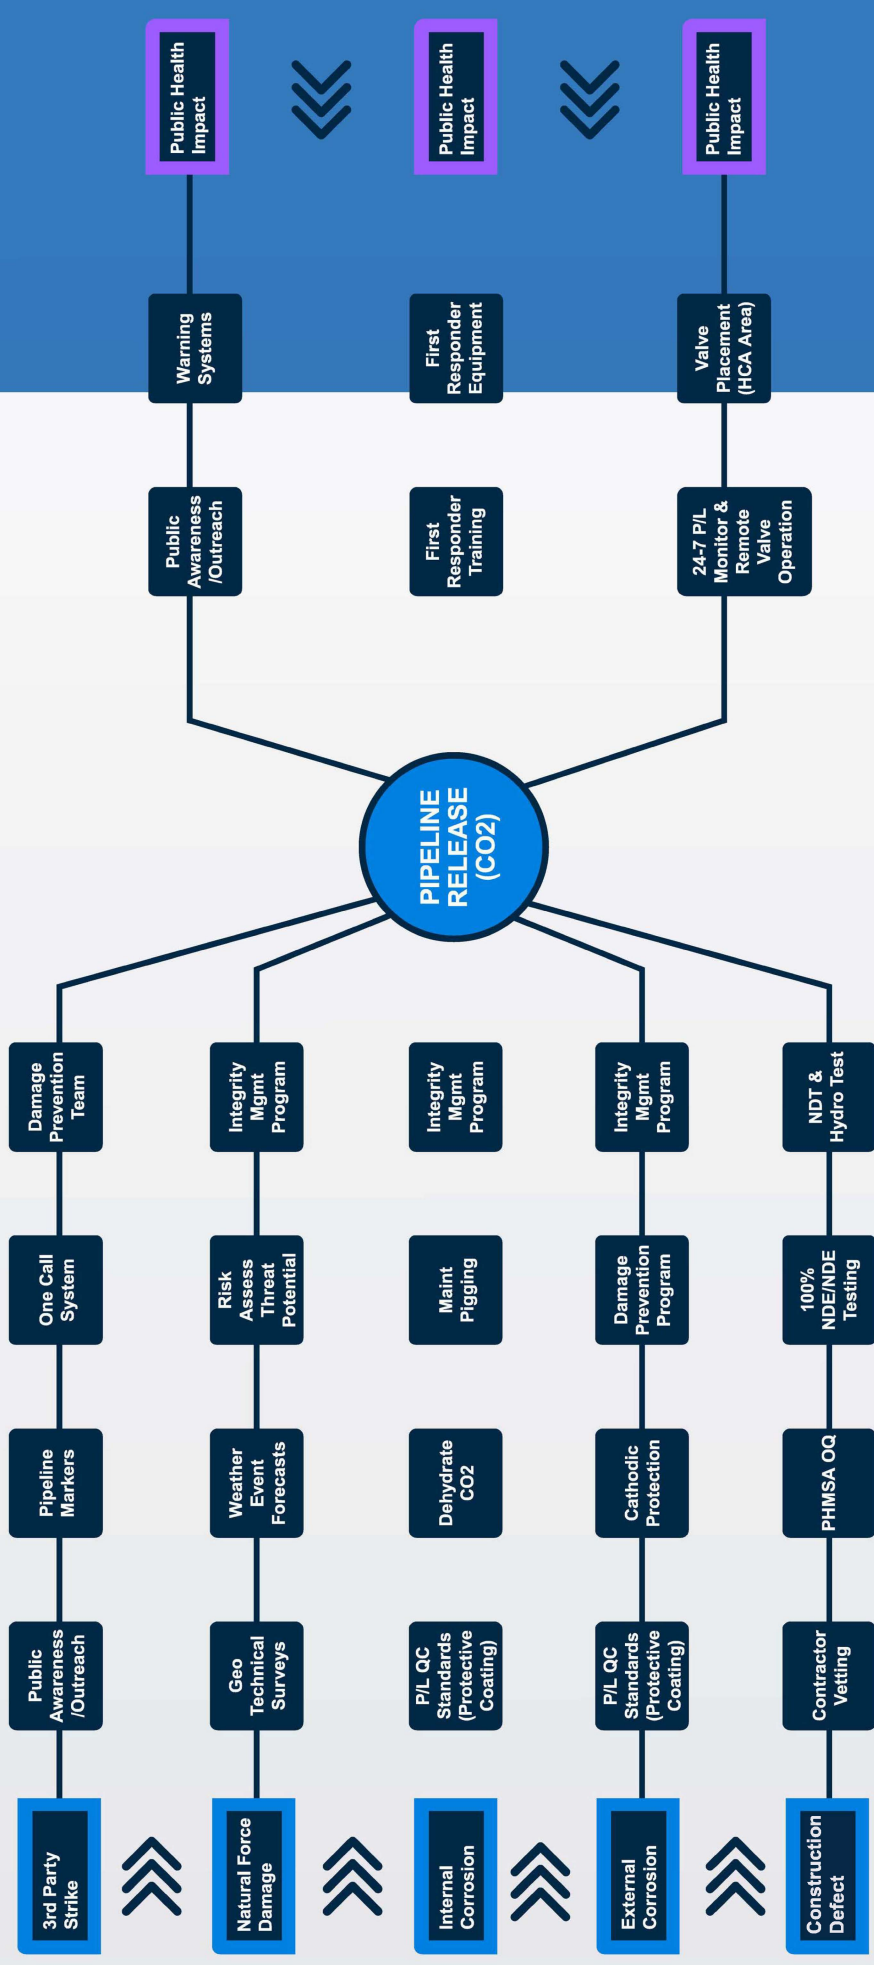 3rd Party
Strike
Public
Awareness
/Outreach
Pipeline
Markers
One Call
System
Damage
Prevention
Team
Natural Force
Damage
Geo
Technical
Surveys
Weather
Event
Forecasts
Risk
Assess
Threat
Potential
Integrity
Mgmt
Program
Internal
Corrosion
P/L QC
Standards
(Protective
Coating)
Dehydrate
CO2
Maint
Pigging
Integrity
Mgmt
Program
External
Corrosion
P/L QC
Standards
(Protective
Coating)
Cathodic
Protection
Damage
Prevention
Program
Integrity
Mgmt
Program
Construction
Defect
Contractor
Vetting
PHMSA OQ
100%
NDE/NDE
Testing
NDT &
Hydro Test
PIPELINE
RELEASE
(CO2)
Public
Awareness
/Outreach
Warning
Systems
Public Health
Impact
First
Responder
Training
First
Responder
Equipment
Public Health
Impact
24-7 P/L
Monitor &
Remote
Valve
Operation
Valve
Placement
(HCA Area)
Public Health
Impact